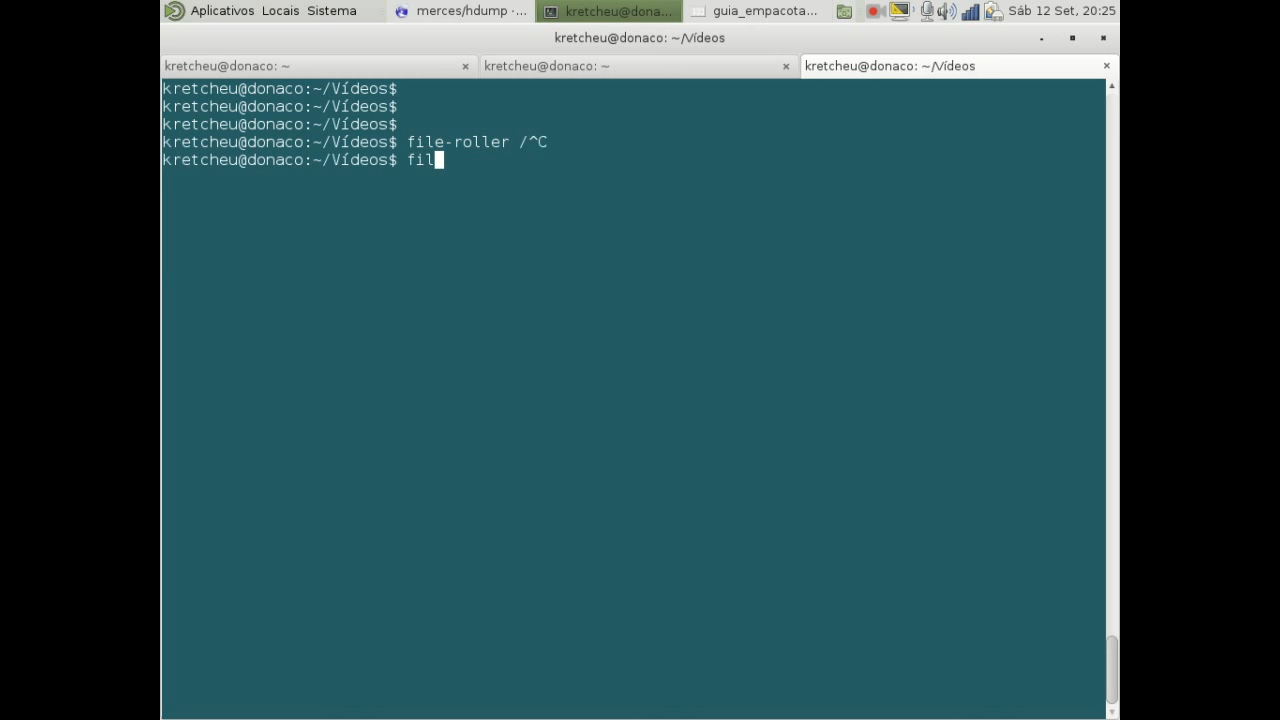 Aplicativos Locais Sistema merces/hdump -... kretcheu@dona... guia_empacota... Sáb 12 Set, 20:25
kretcheu@donaco: ~/Vídeos
kretcheu@donaco: ~ kretcheu@donaco: ~ kretcheu@donaco: ~/Vídeos
kretcheu@donaco:~/Vídeos$
kretcheu@donaco:~/Vídeos$
kretcheu@donaco:~/Vídeos$
kretcheu@donaco:~/Vídeos$ file-roller /^C
kretcheu@donaco:~/Vídeos$ fil